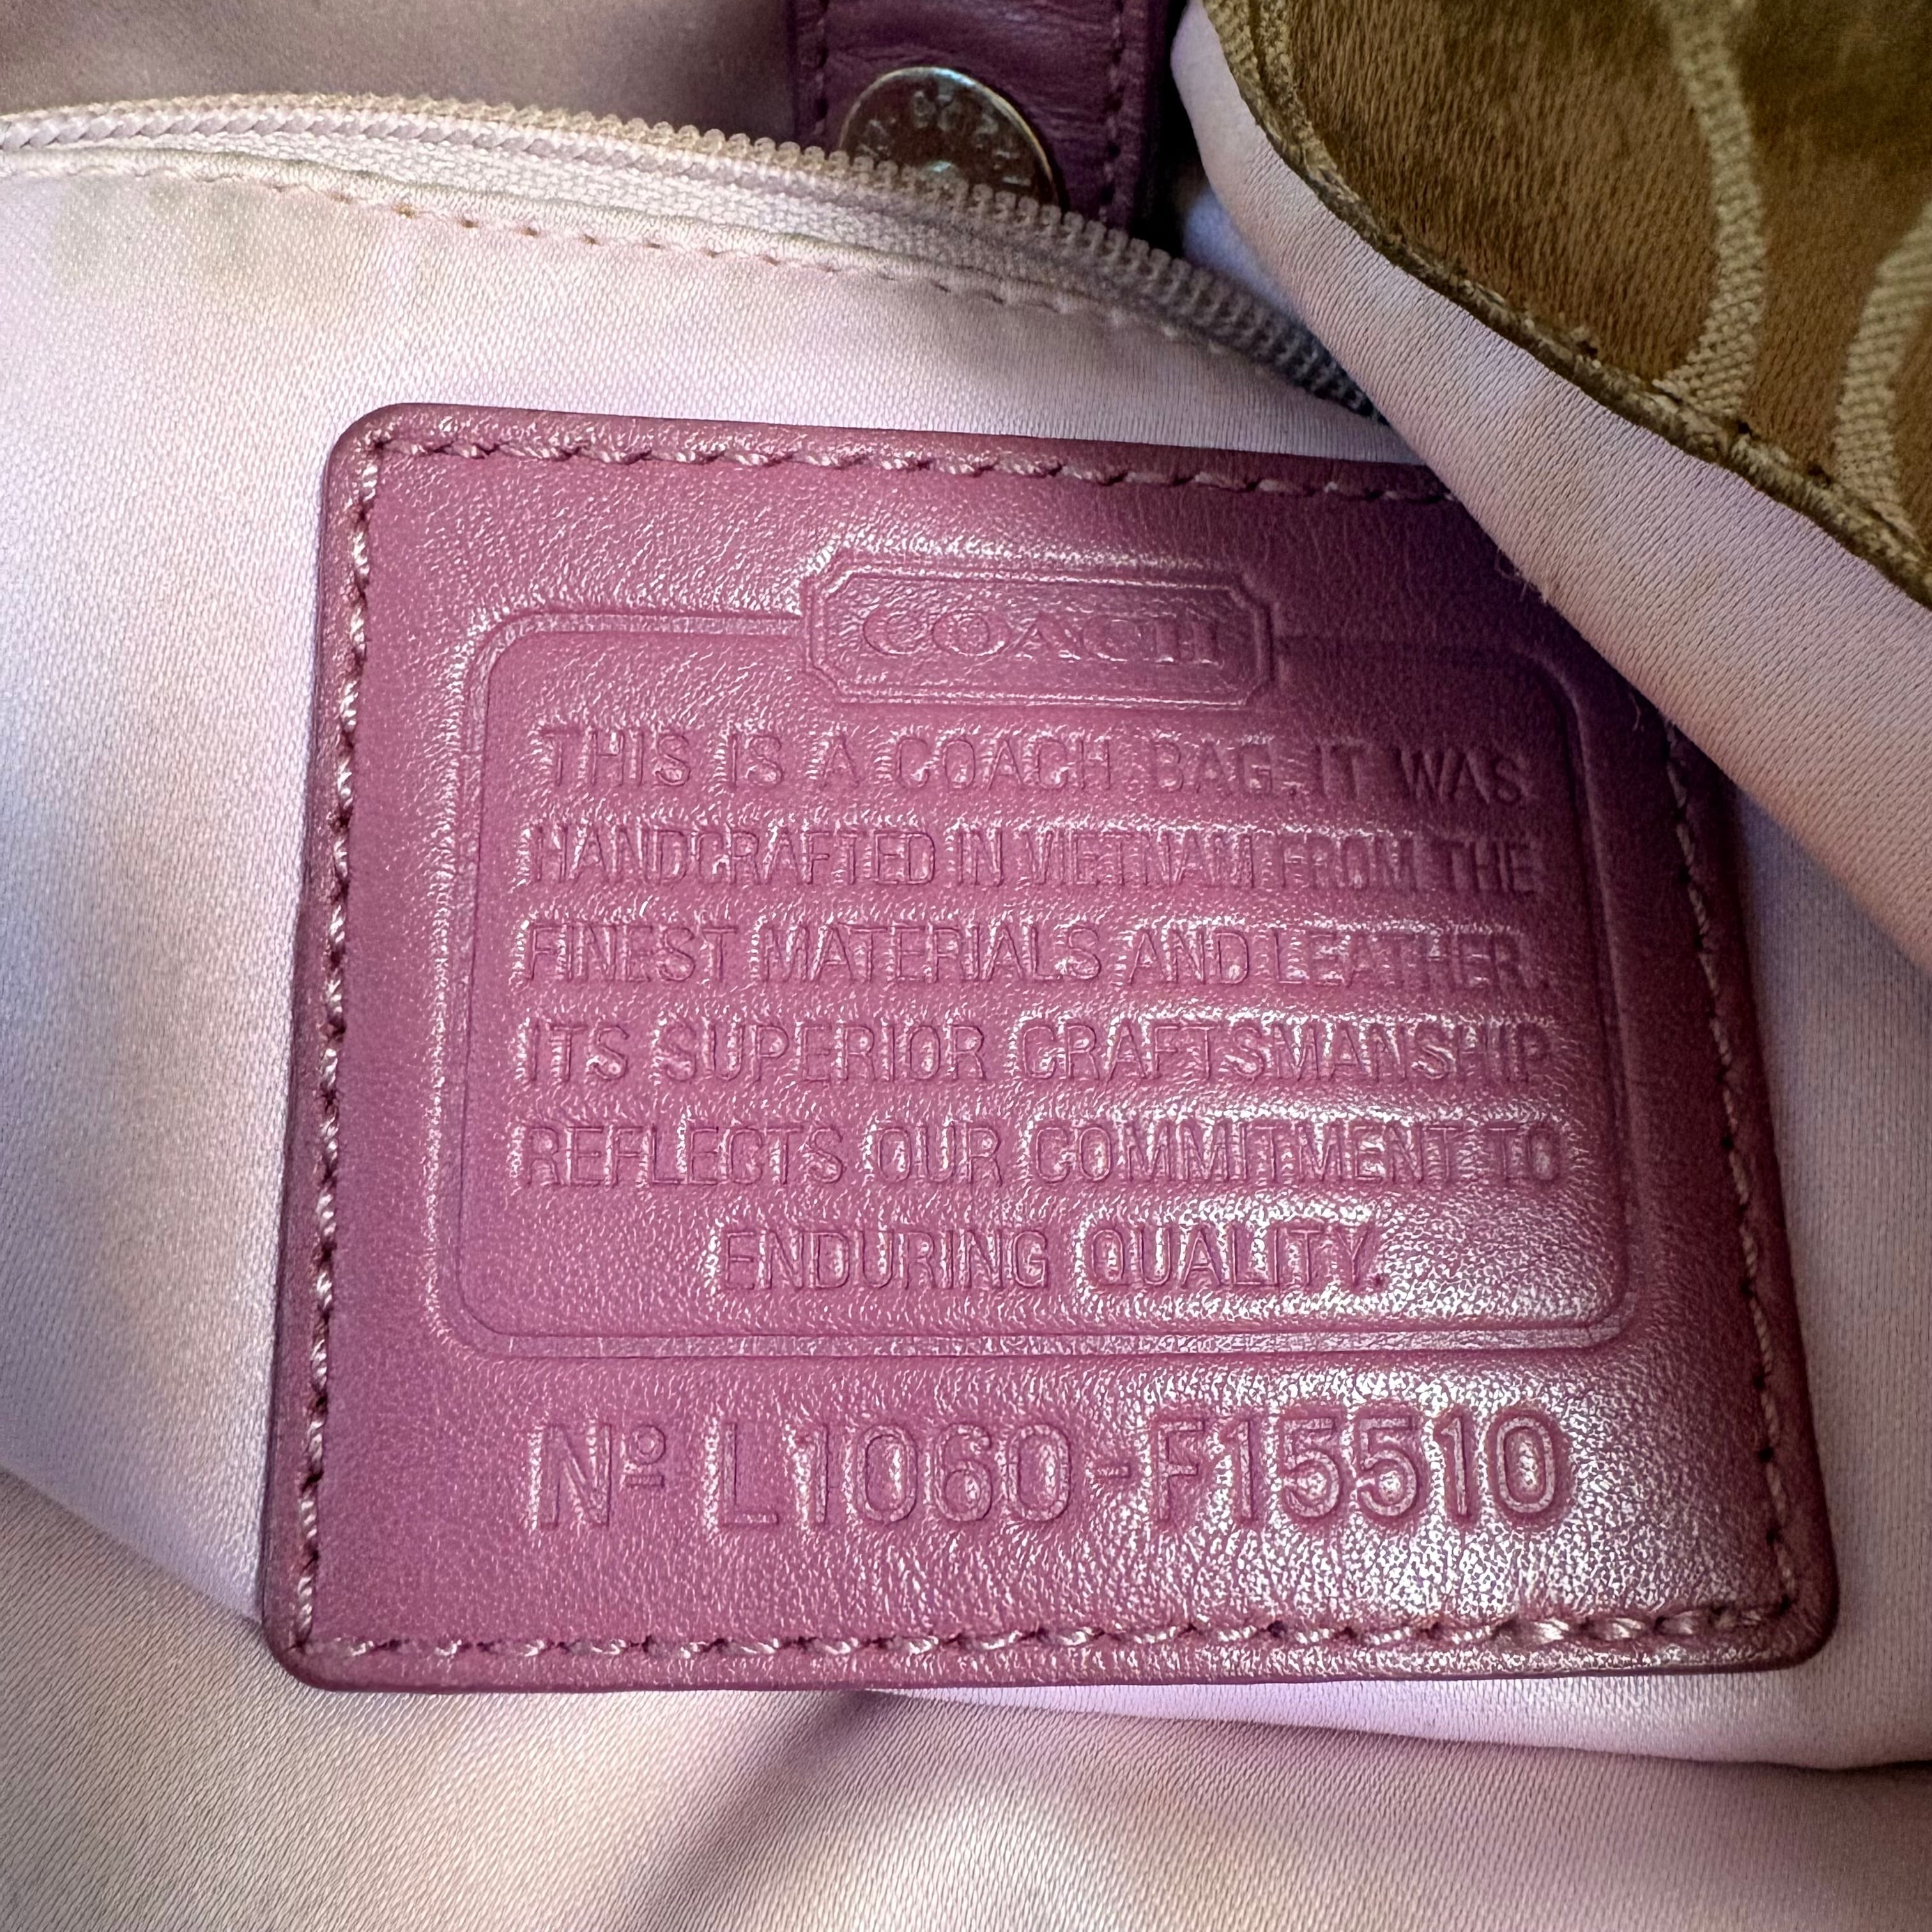 COACH
THIS IS A COACH BAG. IT WAS
HANDCRAFTED IN VIETNAM FROM THE
FINEST MATERIALS AND LEATHER.
ITS SUPERIOR CRAFTSMANSHIP
REFLECTS OUR COMMITMENT TO
ENDURING QUALITY.
Nº L1060-F15510